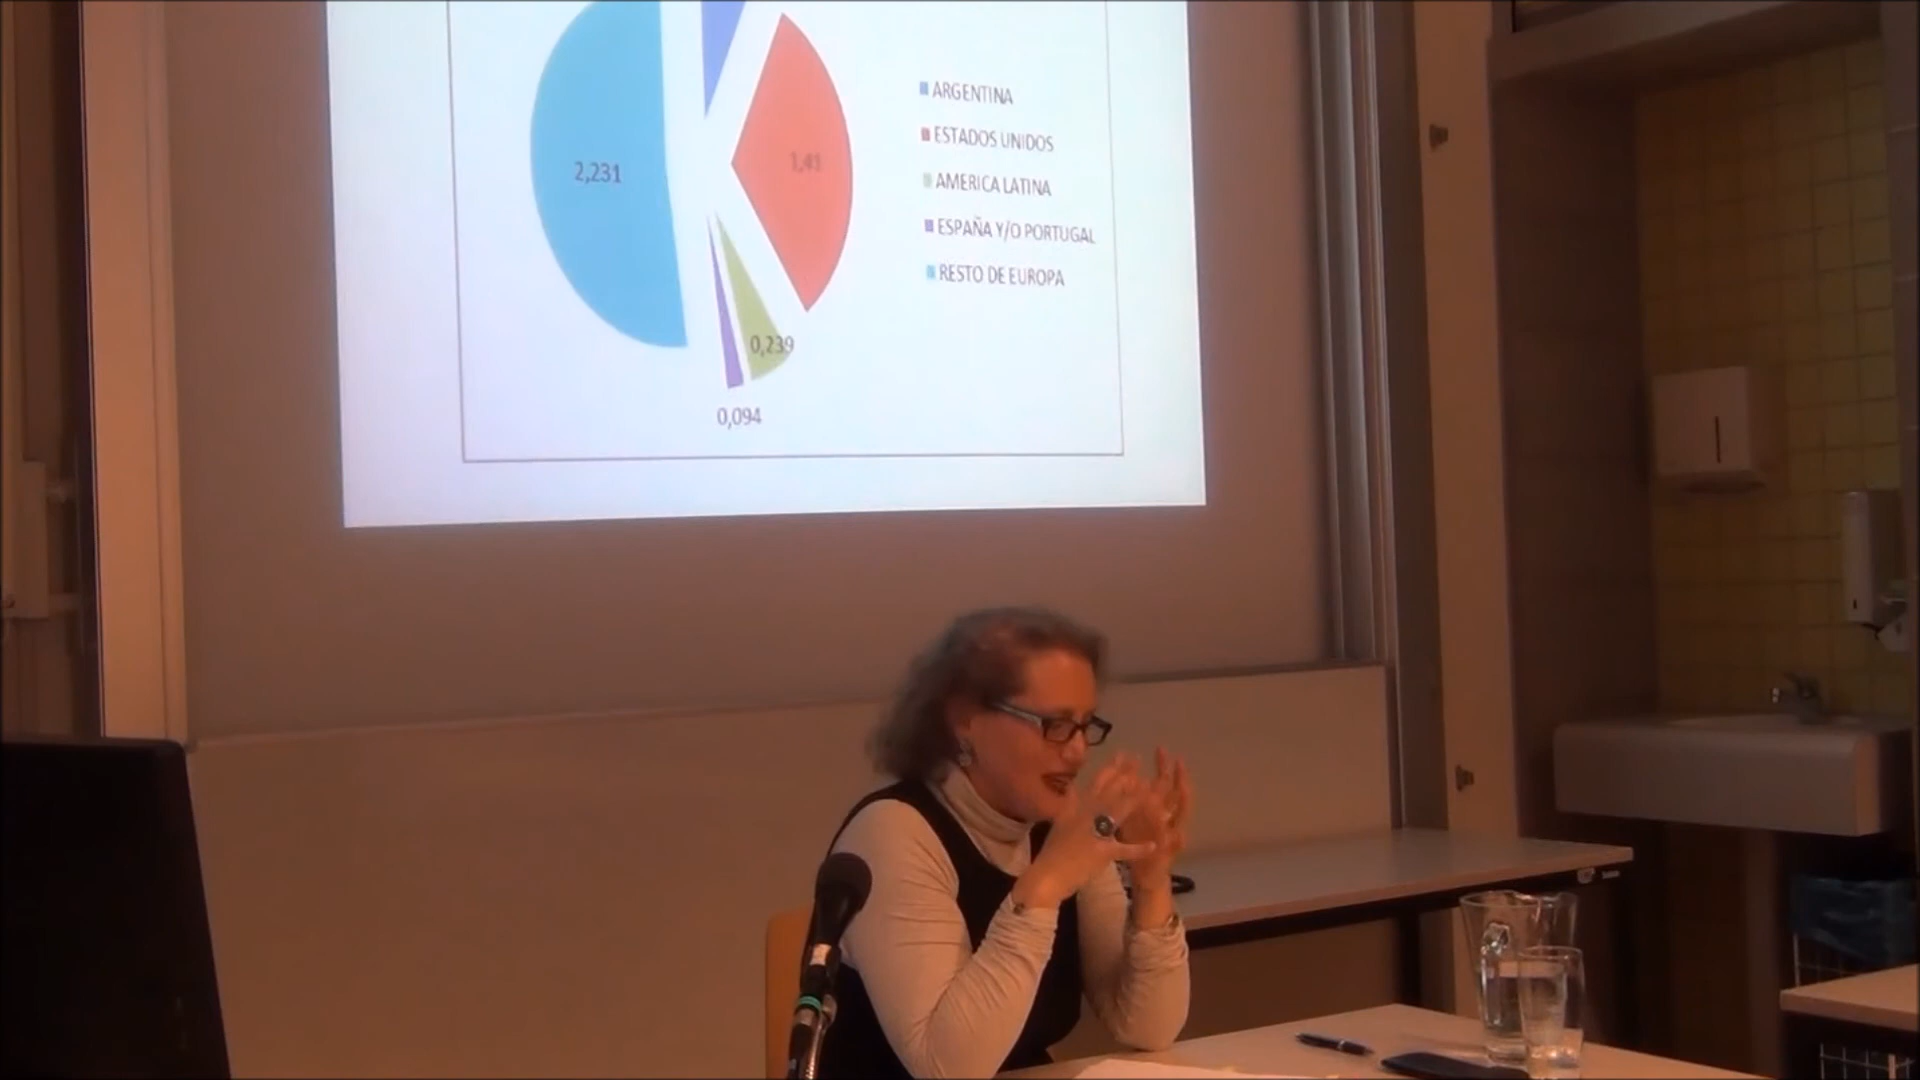 2,231
1,41
0,239
0,094
ARGENTINA
ESTADOS UNIDOS
AMERICA LATINA
ESPAÑA Y/O PORTUGAL
RESTO DE EUROPA